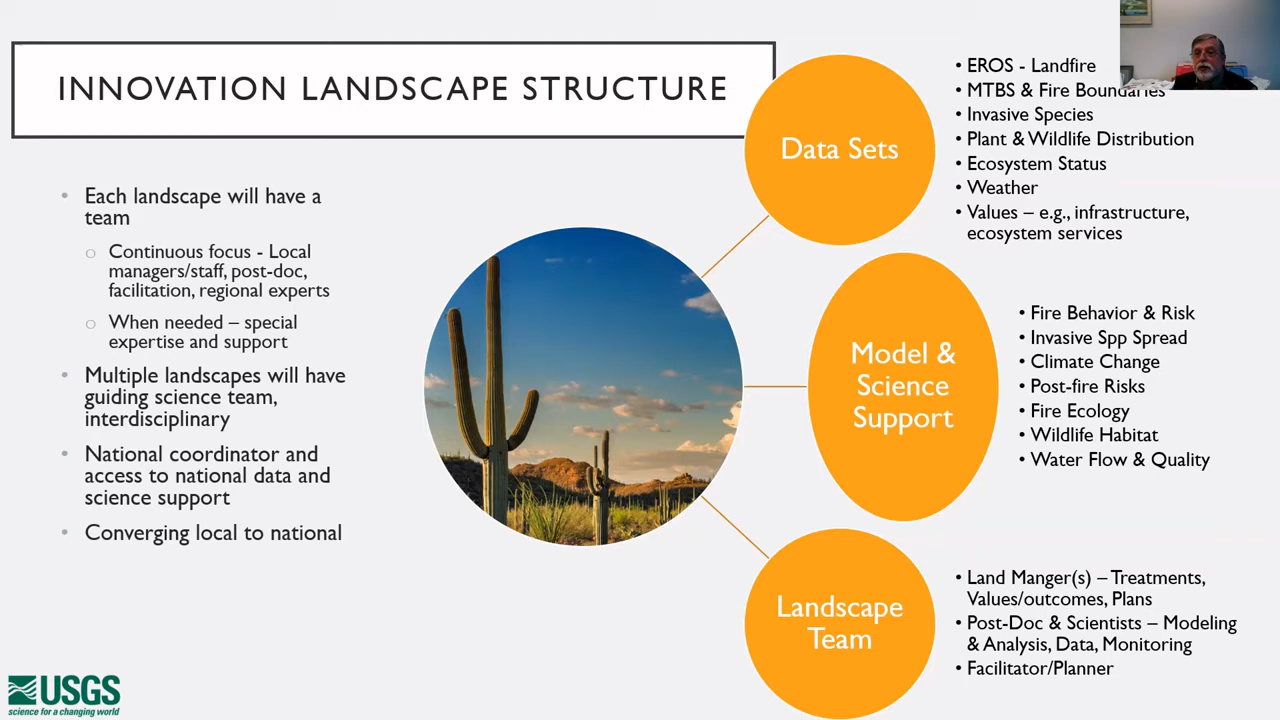 INNOVATION LANDSCAPE STRUCTURE
• Each landscape will have a
team
○ Continuous focus - Local
managers/staff, post-doc,
facilitation, regional experts
○ When needed – special
expertise and support
• Multiple landscapes will have
guiding science team,
interdisciplinary
• National coordinator and
access to national data and
science support
• Converging local to national
Data Sets
• EROS - Landfire
• MTBS & Fire Boundaries
• Invasive Species
• Plant & Wildlife Distribution
• Ecosystem Status
• Weather
• Values – e.g., infrastructure,
ecosystem services
Model &
Science
Support
• Fire Behavior & Risk
• Invasive Spp Spread
• Climate Change
• Post-fire Risks
• Fire Ecology
• Wildlife Habitat
• Water Flow & Quality
Landscape
Team
• Land Manger(s) – Treatments,
Values/outcomes, Plans
• Post-Doc & Scientists – Modeling
& Analysis, Data, Monitoring
• Facilitator/Planner
USGS
science for a changing world